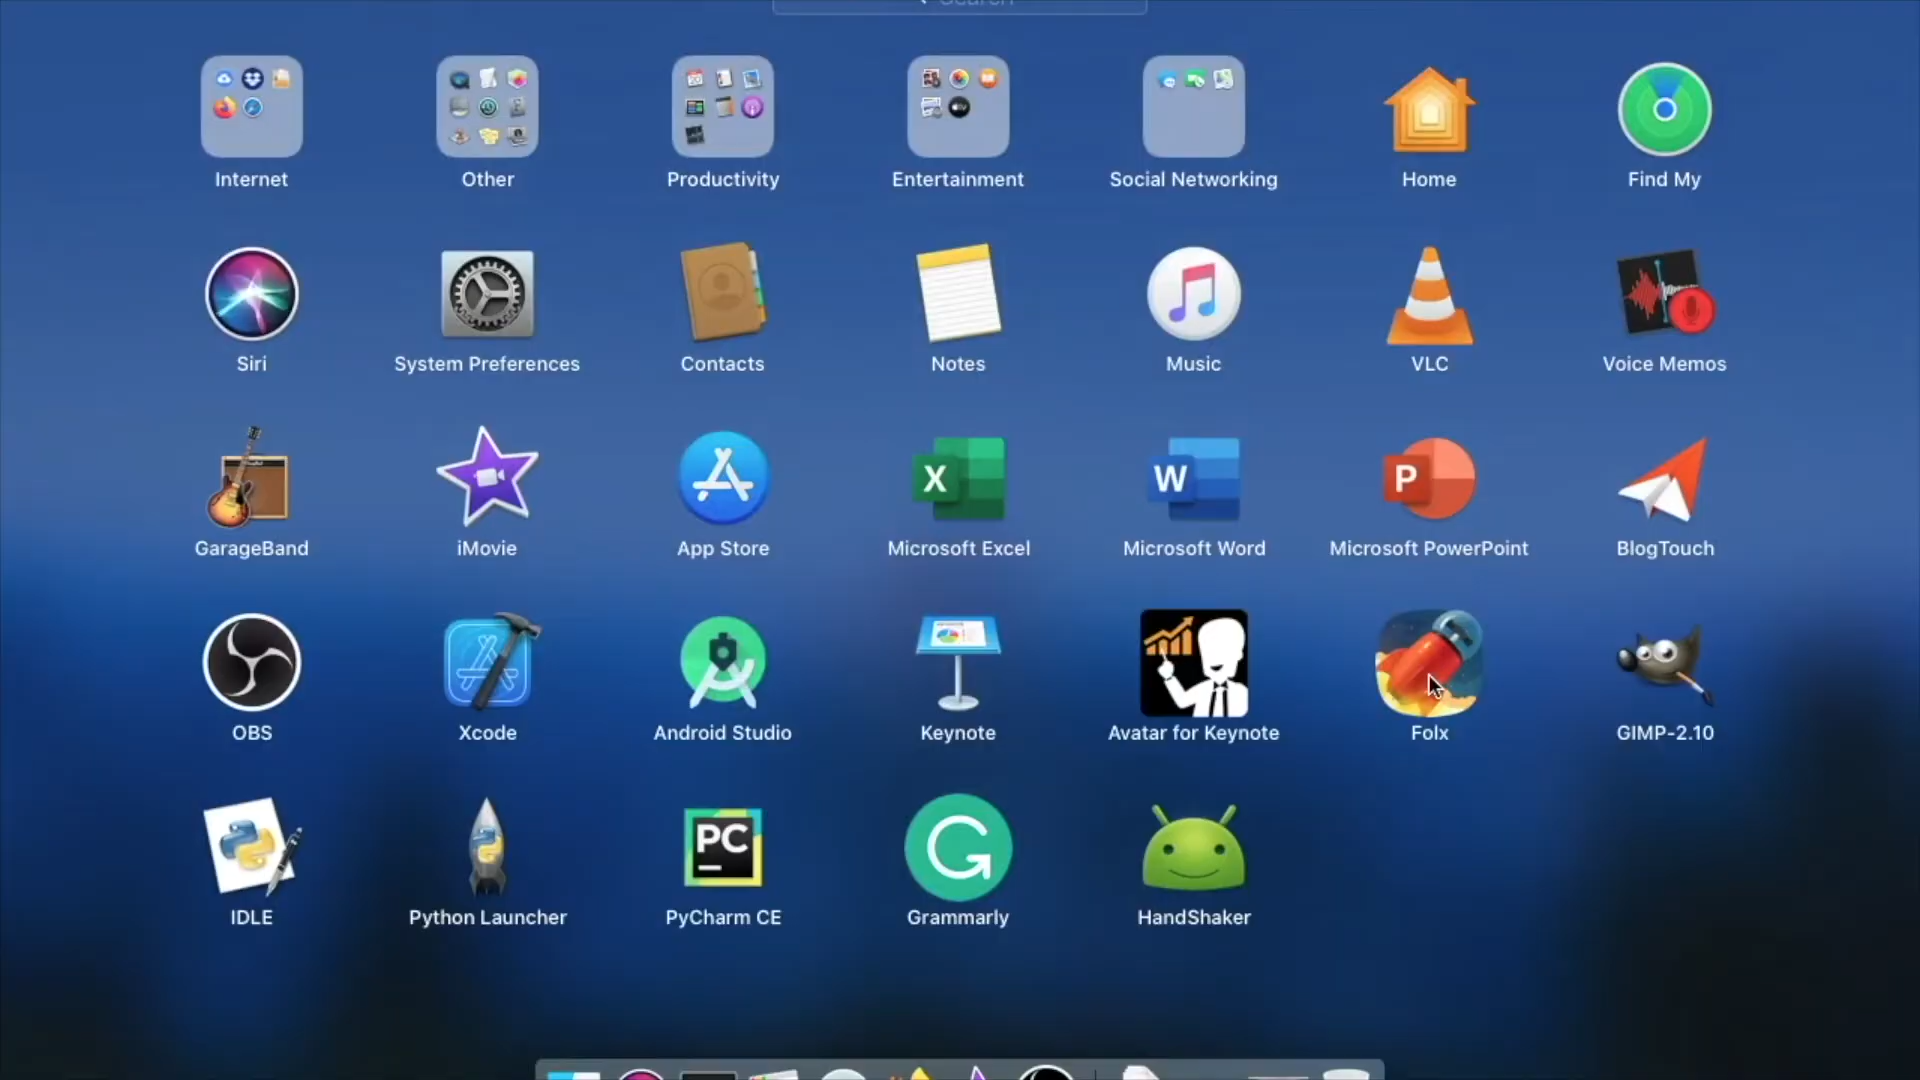 Search
Internet
Other
Productivity
Entertainment
Social Networking
Home
Find My
Siri
System Preferences
Contacts
Notes
Music
VLC
Voice Memos
GarageBand
iMovie
App Store
X
Microsoft Excel
W
Microsoft Word
P
Microsoft PowerPoint
BlogTouch
OBS
Xcode
Android Studio
Keynote
Avatar for Keynote
Folx
GIMP-2.10
IDLE
Python Launcher
PC
PyCharm CE
G
Grammarly
HandShaker